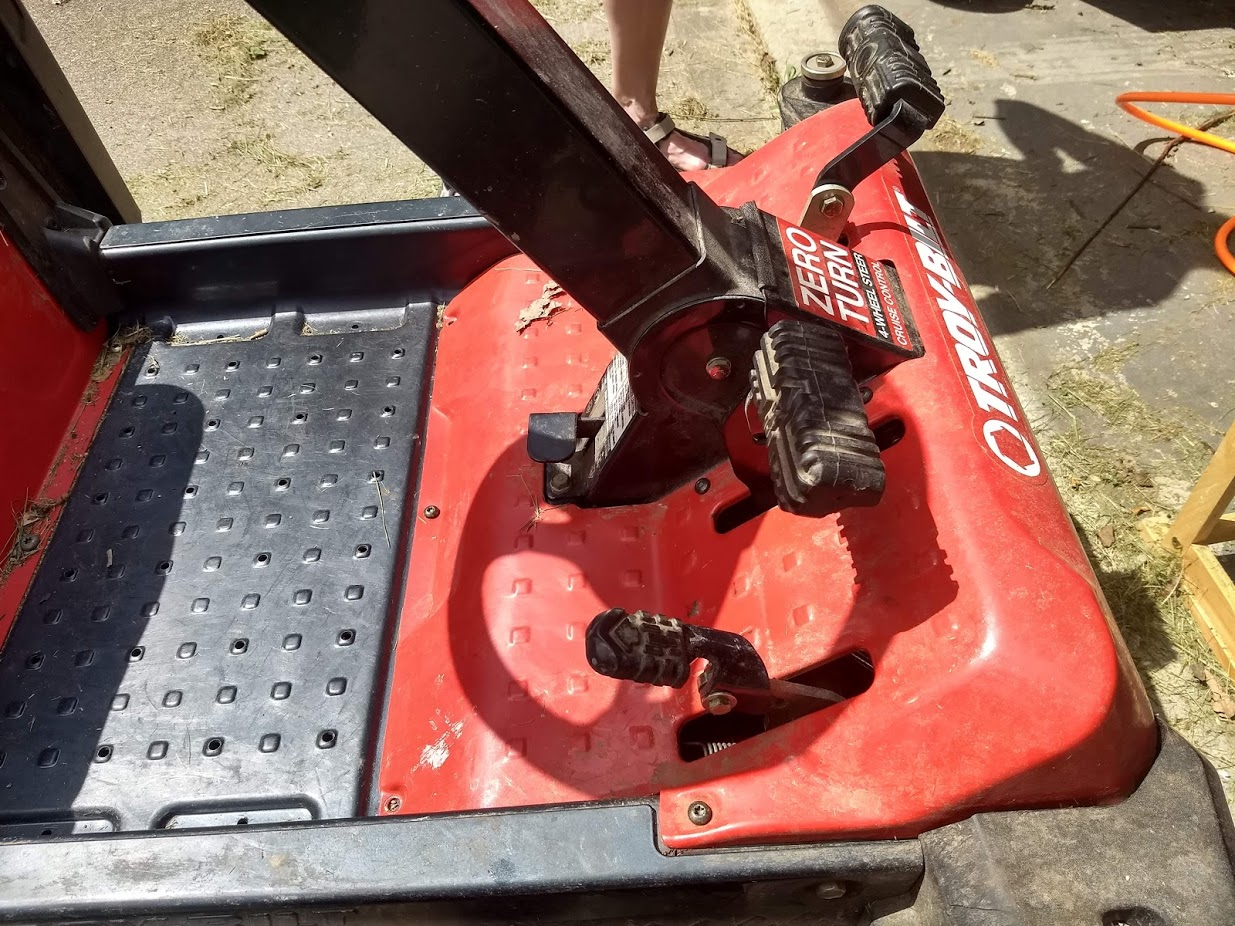 ZERO
TURN
4-WHEEL STEER
CRUISE CONTROL
TROY-BILT